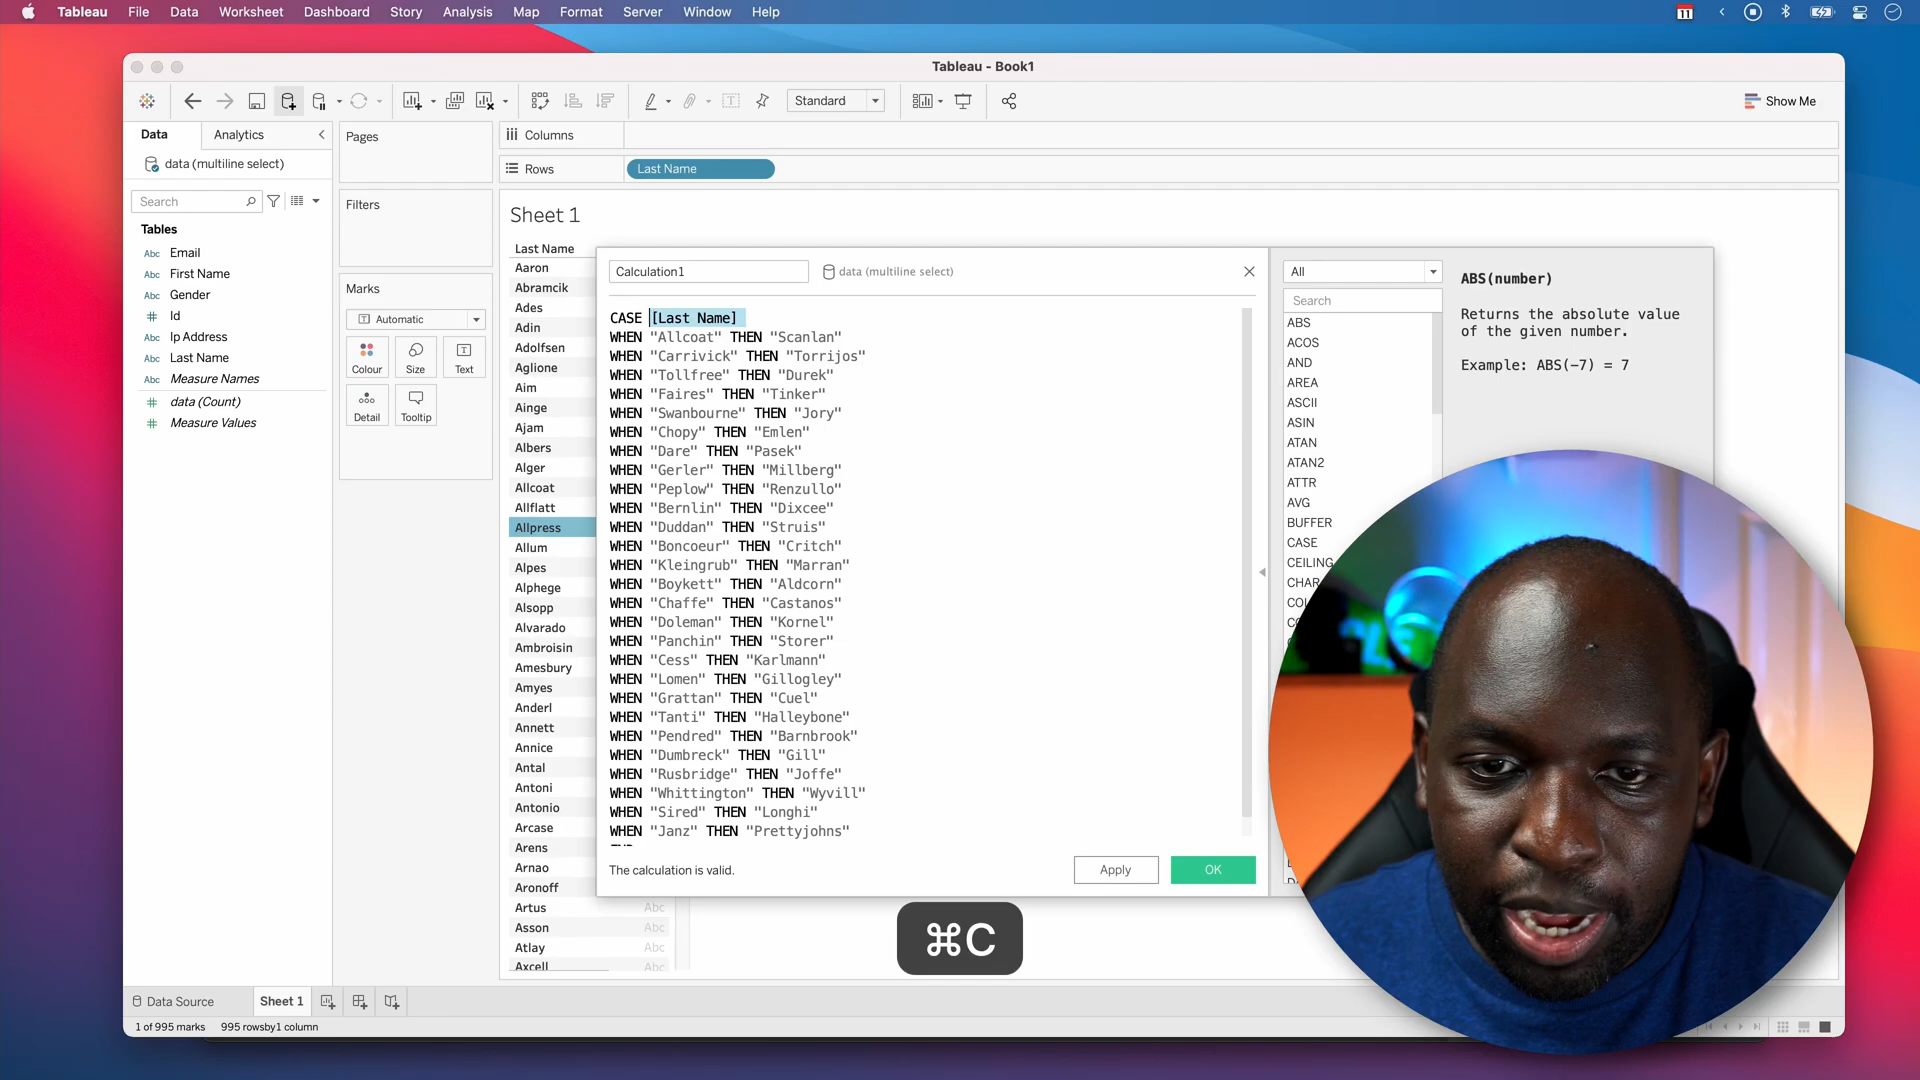 Tableau File Data Worksheet Dashboard Story Analysis Map Format Server Window Help
11
Tableau - Book1
Standard
Show Me
Data
Analytics
data (multiline select)
Search
Tables
Abc Email
Abc First Name
Abc Gender
# Id
Abc Ip Address
Abc Last Name
Abc Measure Names
# data (Count)
# Measure Values
Pages
Filters
Marks
T Automatic
Colour
Size
T
Text
Detail
Tooltip
Columns
Rows
Last Name
Sheet 1
Last Name
Aaron
Abramcik
Ades
Adin
Adolfsen
Aglione
Aim
Ainge
Ajam
Albers
Alger
Allcoat
Allflatt
Allpress
Allum
Alpes
Alphege
Alsopp
Alvarado
Ambroisin
Amesbury
Amyes
Anderl
Annett
Annice
Antal
Antoni
Antonio
Arcase
Arens
Arnao
Aronoff
Artus Abc
Asson Abc
Atlay Abc
Axcell Abc
Calculation1
data (multiline select)
CASE [Last Name]
WHEN "Allcoat" THEN "Scanlan"
WHEN "Carrivick" THEN "Torrijos"
WHEN "Tollfree" THEN "Durek"
WHEN "Faires" THEN "Tinker"
WHEN "Swanbourne" THEN "Jory"
WHEN "Chopy" THEN "Emlen"
WHEN "Dare" THEN "Pasek"
WHEN "Gerler" THEN "Millberg"
WHEN "Peplow" THEN "Renzullo"
WHEN "Bernlin" THEN "Dixcee"
WHEN "Duddan" THEN "Struis"
WHEN "Boncoeur" THEN "Critch"
WHEN "Kleingrub" THEN "Marran"
WHEN "Boykett" THEN "Aldcorn"
WHEN "Chaffe" THEN "Castanos"
WHEN "Doleman" THEN "Kornel"
WHEN "Panchin" THEN "Storer"
WHEN "Cess" THEN "Karlmann"
WHEN "Lomen" THEN "Gillogley"
WHEN "Grattan" THEN "Cuel"
WHEN "Tanti" THEN "Halleybone"
WHEN "Pendred" THEN "Barnbrook"
WHEN "Dumbreck" THEN "Gill"
WHEN "Rusbridge" THEN "Joffe"
WHEN "Whittington" THEN "Wyvill"
WHEN "Sired" THEN "Longhi"
WHEN "Janz" THEN "Prettyjohns"
The calculation is valid.
Apply
OK
All
Search
ABS
ACOS
AND
AREA
ASCII
ASIN
ATAN
ATAN2
ATTR
AVG
BUFFER
CASE
CEILING
CHAR
ABS(number)
Returns the absolute value
of the given number.
Example: ABS(-7) = 7
⌘C
Data Source
Sheet 1
1 of 995 marks 995 rowsby1 column